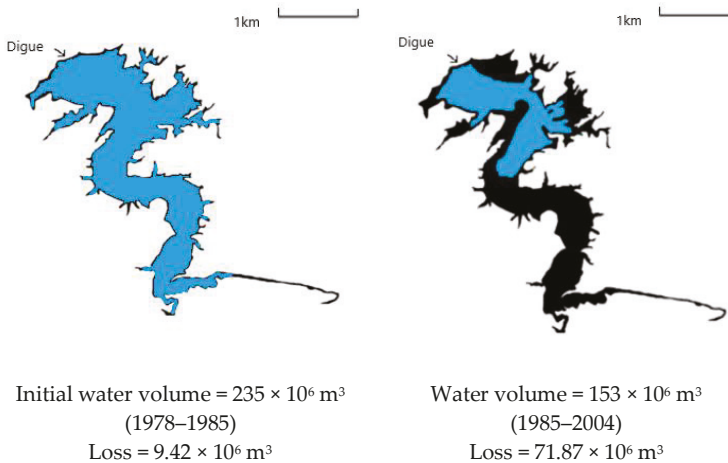 1km
Digue
1km
Digue
Initial water volume = 235 × 10⁶ m³
(1978–1985)
Loss = 9.42 × 10⁶ m³
Water volume = 153 × 10⁶ m³
(1985–2004)
Loss = 71.87 × 10⁶ m³